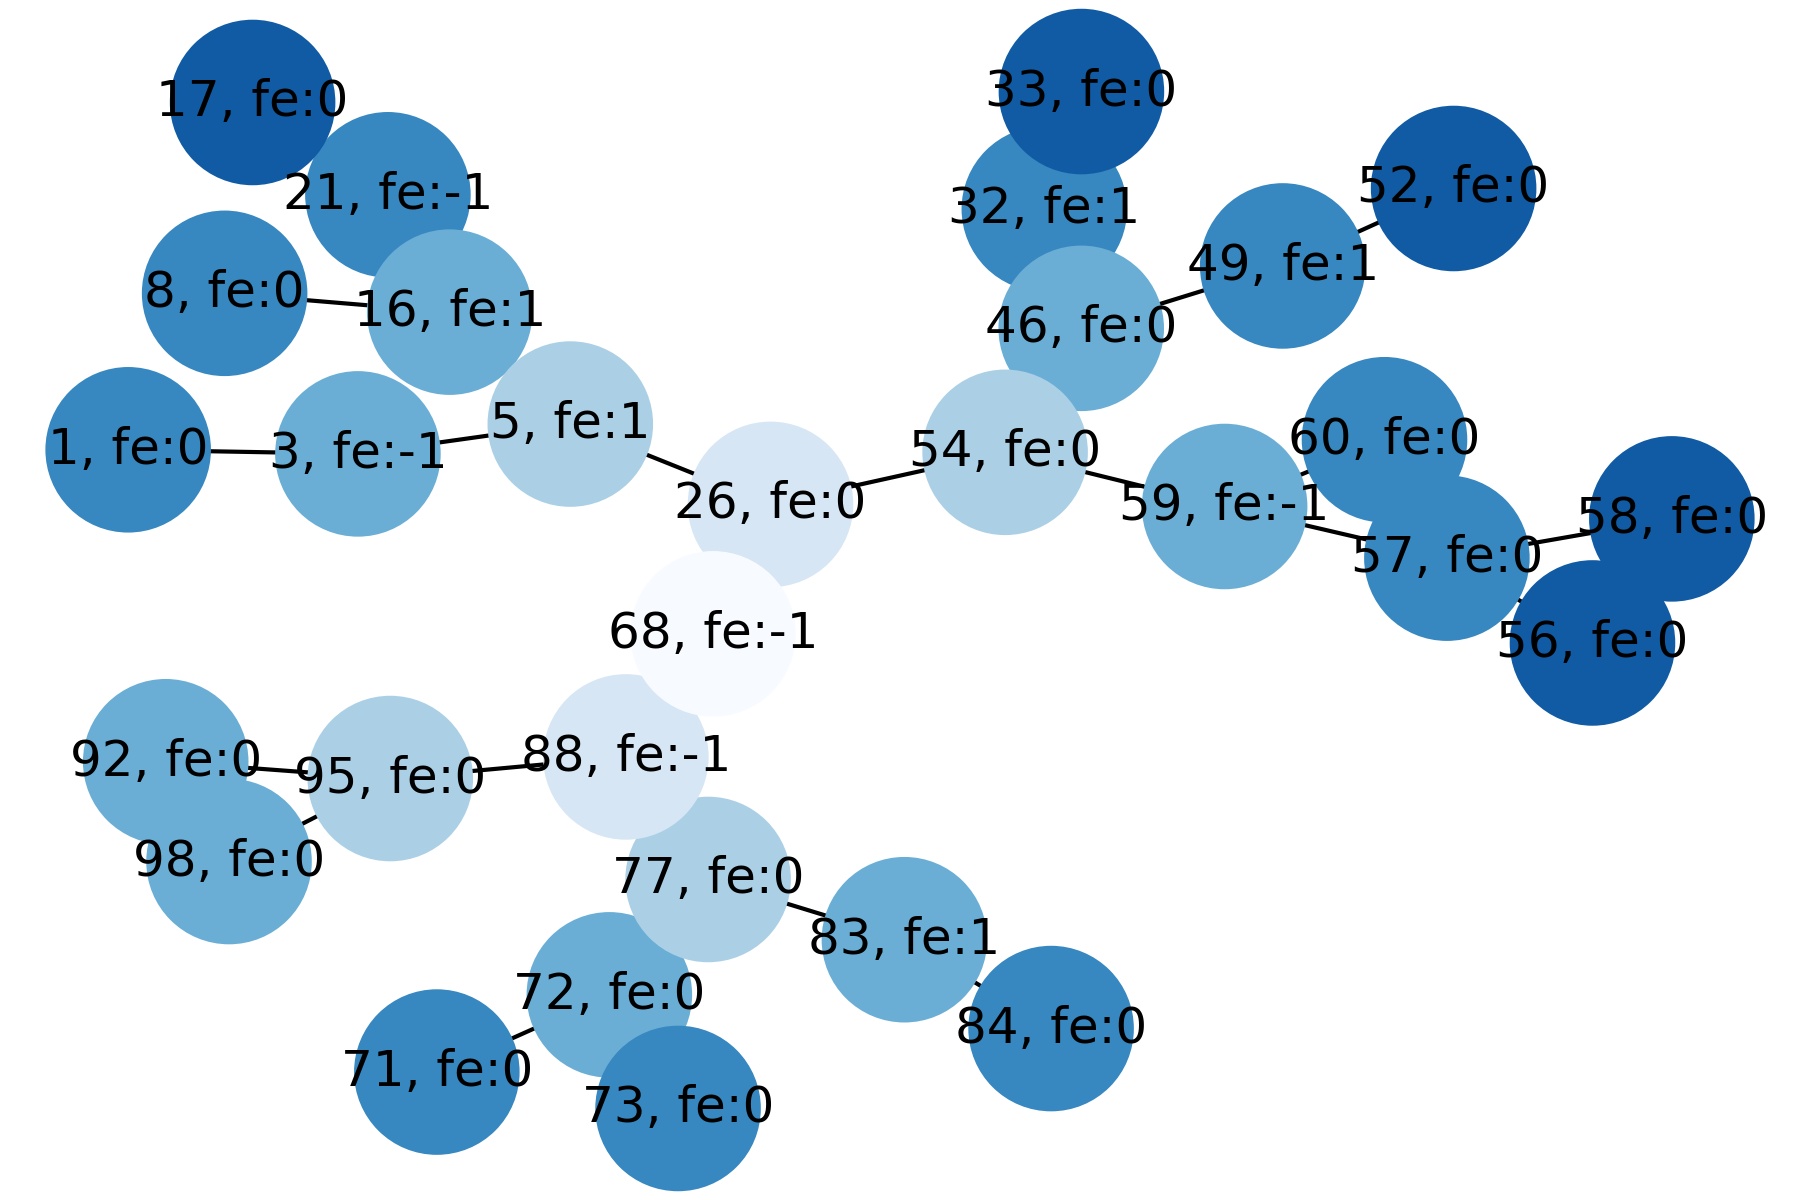 33, fe:0
17, fe:0
52, fe:0
21, fe:-1
32, fe:1
49, fe:1
8, fe:0
16, fe:1
46, fe:0
5, fe:1
60, fe:0
1, fe:0
3, fe:-1
54, fe:0
26, fe:0
59, fe:-1
58, fe:0
57, fe:0
68, fe:-1
56, fe:0
88, fe:-1
92, fe:0
95, fe:0
98, fe:0
77, fe:0
83, fe:1
72, fe:0
84, fe:0
71, fe:0
73, fe:0